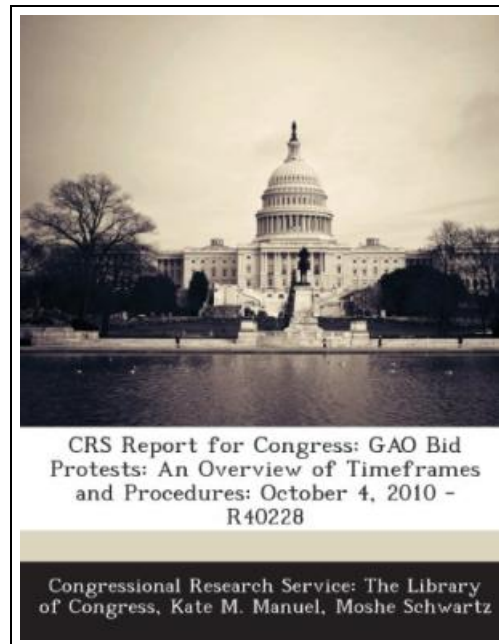 CRS Report for Congress: GAO Bid
Protests: An Overview of Timeframes
and Procedures: October 4, 2010 -
R40228
Congressional Research Service: The Library
of Congress, Kate M. Manuel, Moshe Schwartz